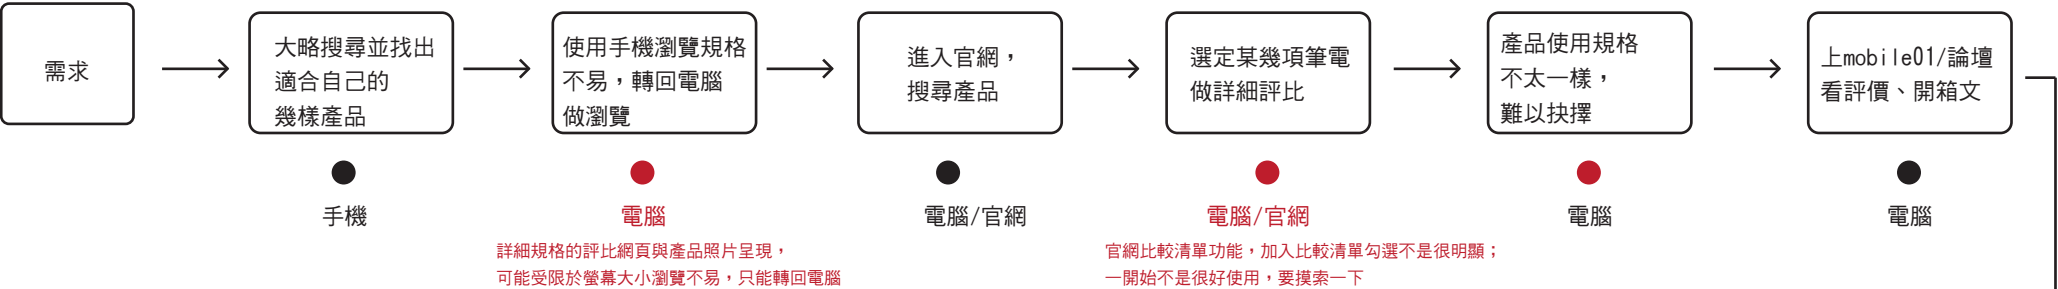 需求
大略搜尋並找出
適合自己的
幾樣產品
使用手機瀏覽規格
不易，轉回電腦
做瀏覽
進入官網，
搜尋產品
選定某幾項筆電
做詳細評比
產品使用規格
不太一樣，
難以抉擇
上mobile01/論壇
看評價、開箱文
手機
電腦
電腦/官網
電腦/官網
電腦
電腦
詳細規格的評比網頁與產品照片呈現，
可能受限於螢幕大小瀏覽不易，只能轉回電腦
官網比較清單功能，加入比較清單勾選不是很明顯；
一開始不是很好使用，要摸索一下